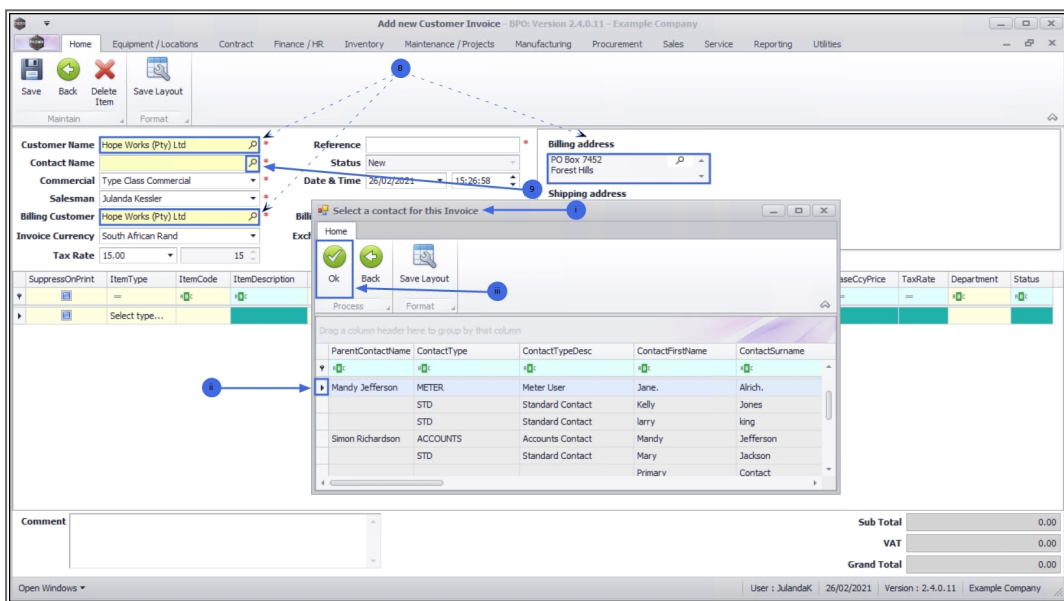 Add new Customer Invoice - BPO: Version 2.4.0.11 - Example Company
Home Equipment / Locations Contract Finance / HR Inventory Maintenance / Projects Manufacturing Procurement Sales Service Reporting Utilities
Save Back Delete Item Save Layout
Maintain Format
8
Customer Name Hope Works (Pty) Ltd * Reference * Billing address
Contact Name * Status New PO Box 7452
Forest Hills
Commercial Type Class Commercial * Date & Time 26/02/2021 15:26:58
9
Salesman Julanda Kessler * Shipping address
Billing Customer Hope Works (Pty) Ltd *
Invoice Currency South African Rand
Tax Rate 15.00 15
Select a contact for this Invoice
i
Home
Ok Back Save Layout
iii
Process Format
Drag a column header here to group by that column
ParentContactName ContactType ContactTypeDesc ContactFirstName ContactSurname
Mandy Jefferson METER Meter User Jane. Alrich.
ii
STD Standard Contact Kelly Jones
STD Standard Contact larry king
Simon Richardson ACCOUNTS Accounts Contact Mandy Jefferson
STD Standard Contact Mary Jackson
Primary Contact
SuppressOnPrint ItemType ItemCode ItemDescription TaxRate Department Status
Select type...
Comment
Sub Total 0.00
VAT 0.00
Grand Total 0.00
Open Windows User : JulandaK 26/02/2021 Version : 2.4.0.11 Example Company